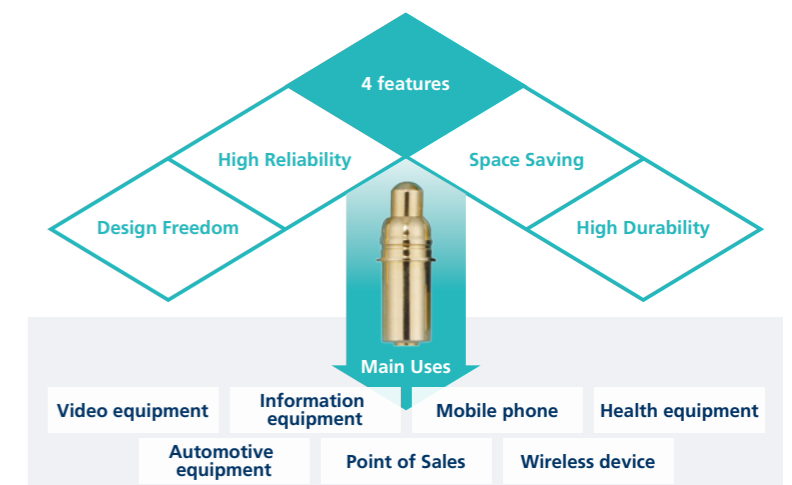 4 features
High Reliability
Space Saving
Design Freedom
High Durability
Main Uses
Video equipment
Information
equipment
Mobile phone
Health equipment
Automotive
equipment
Point of Sales
Wireless device